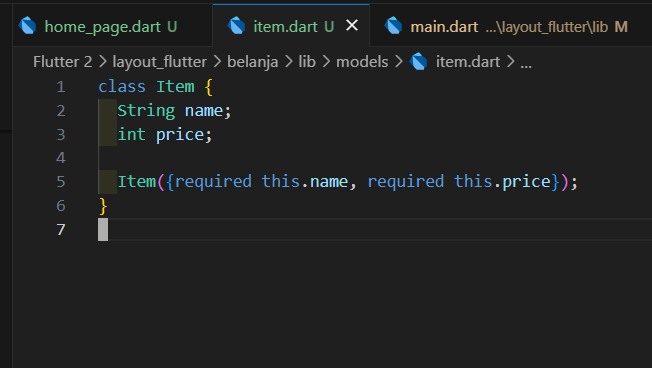 home_page.dart U item.dart U × main.dart ...\layout_flutter\lib M
Flutter 2 > layout_flutter > belanja > lib > models > item.dart > ...
1 class Item {
2 String name;
3 int price;
4
5 Item({required this.name, required this.price});
6 }
7